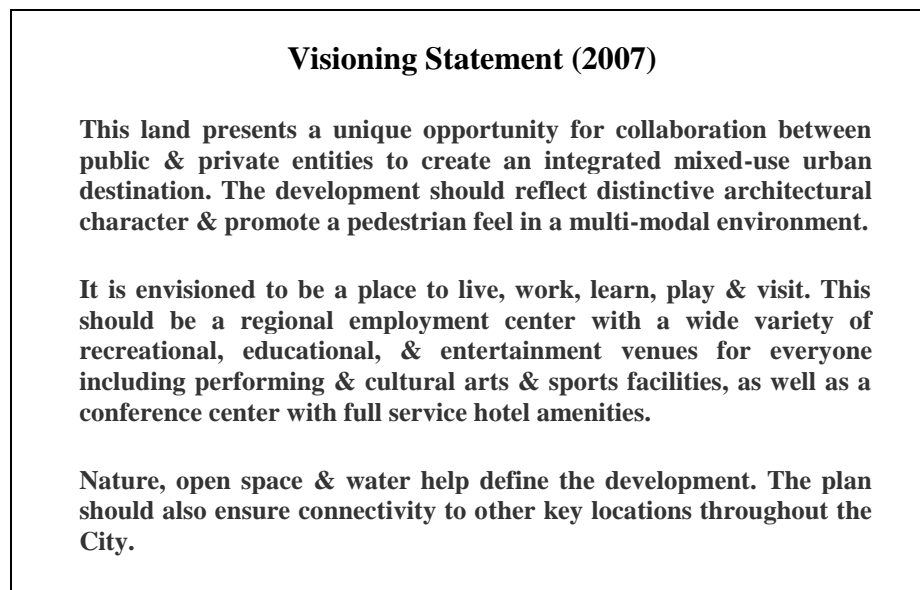 Visioning Statement (2007)
This land presents a unique opportunity for collaboration between
public & private entities to create an integrated mixed-use urban
destination. The development should reflect distinctive architectural
character & promote a pedestrian feel in a multi-modal environment.
It is envisioned to be a place to live, work, learn, play & visit. This
should be a regional employment center with a wide variety of
recreational, educational, & entertainment venues for everyone
including performing & cultural arts & sports facilities, as well as a
conference center with full service hotel amenities.
Nature, open space & water help define the development. The plan
should also ensure connectivity to other key locations throughout the
City.